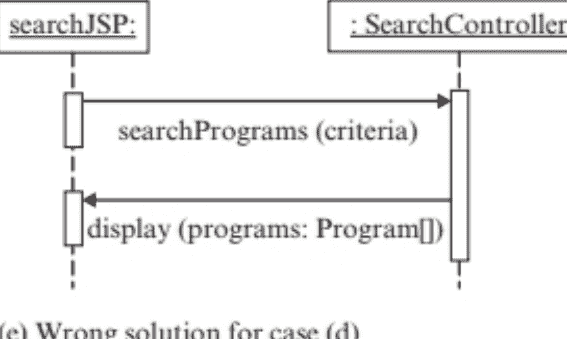 searchJSP:
: SearchController
searchPrograms (criteria)
display (programs: Program[])
(e) Wrong solution for case (d)